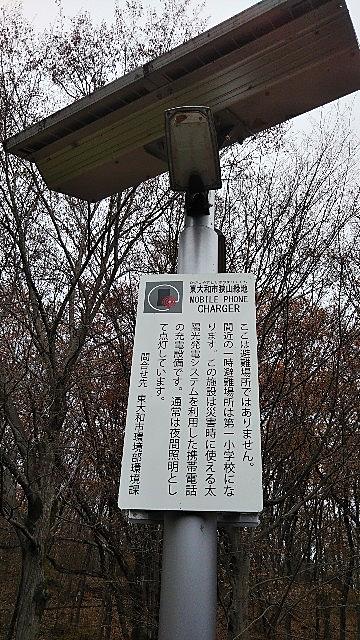 東大和市狭山緑地
MOBILE PHONE
CHARGER
ここは避難場所ではありません。
間近の一時避難場所は第一小学校にな
ります。この施設は災害時に使える太
陽光発電システムを利用した携帯電話
の充電設備です。通常は夜間照明とし
て点灯しています。
問合せ先　東大和市環境部環境課